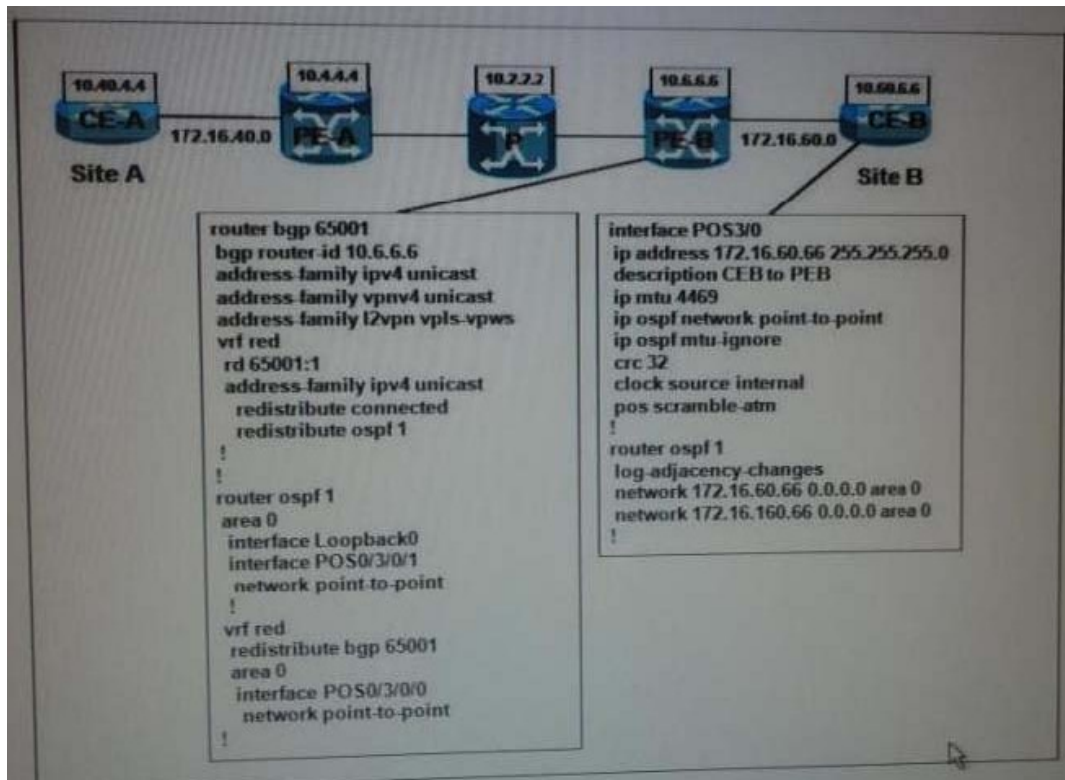 10.40.4.4
10.4.4.4
10.2.2.2
10.6.6.6
10.60.6.6
CE-A
PE-A
P
PE-B
CE-B
172.16.40.0
172.16.60.0
Site A
Site B
router bgp 65001
bgp router-id 10.6.6.6
address-family ipv4 unicast
address-family vpnv4 unicast
address-family l2vpn vpls-vpws
vrf red
rd 65001:1
address-family ipv4 unicast
redistribute connected
redistribute ospf 1
!
!
router ospf 1
area 0
interface Loopback0
interface POS0/3/0/1
network point-to-point
!
vrf red
redistribute bgp 65001
area 0
interface POS0/3/0/0
network point-to-point
!
interface POS3/0
ip address 172.16.60.66 255.255.255.0
description CEB to PEB
ip mtu 4469
ip ospf network point-to-point
ip ospf mtu-ignore
crc 32
clock source internal
pos scramble-atm
!
router ospf 1
log-adjacency-changes
network 172.16.60.66 0.0.0.0 area 0
network 172.16.160.66 0.0.0.0 area 0
!